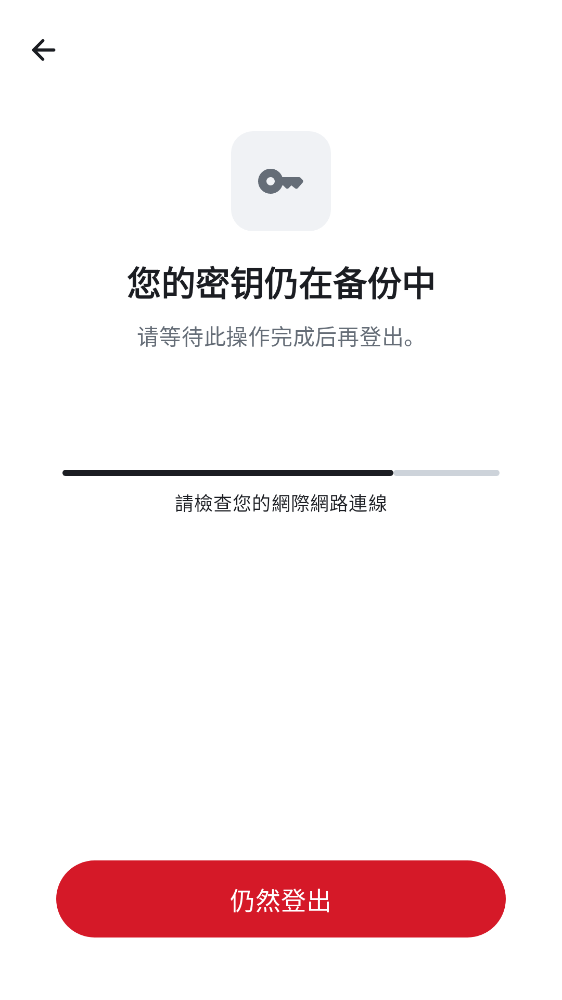 您的密钥仍在备份中
请等待此操作完成后再登出。
請檢查您的網際網路連線
仍然登出